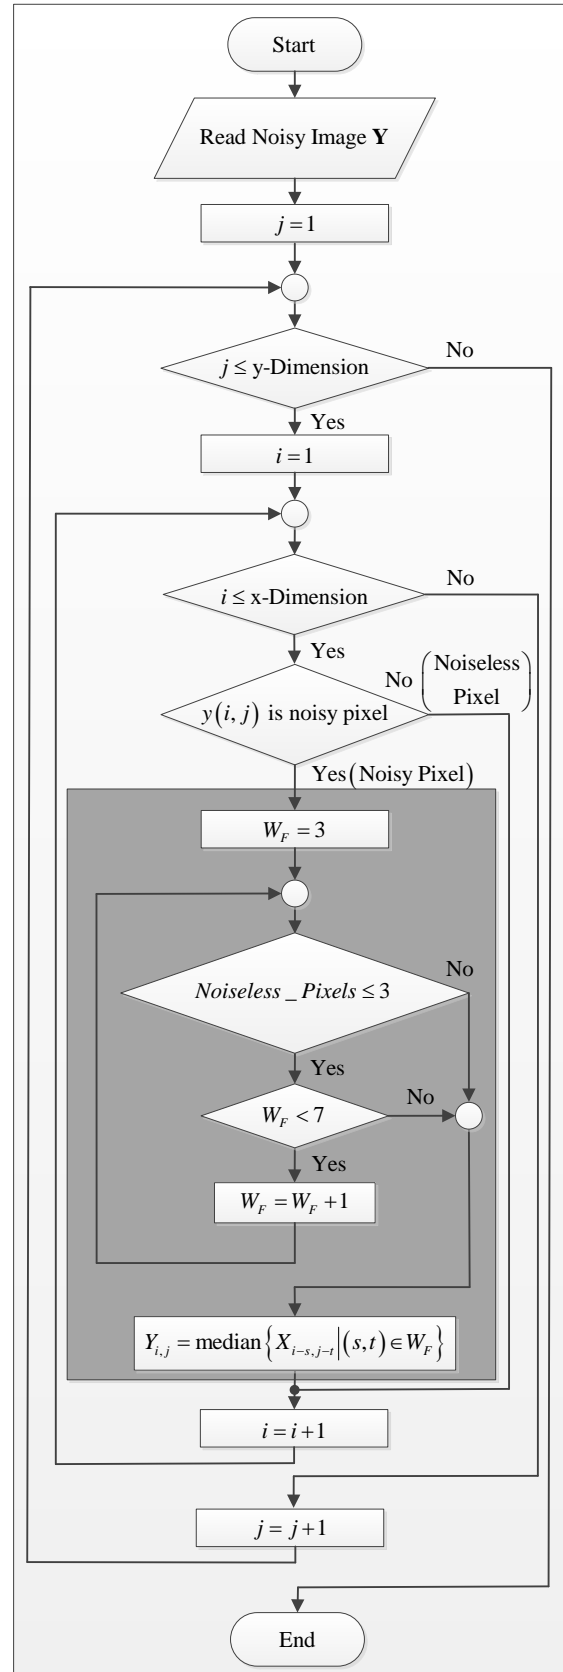 Start
Read Noisy Image Y
j = 1
j ≤ y-Dimension
No
Yes
i = 1
i ≤ x-Dimension
No
Yes
No (Noiseless
Pixel)
y(i, j) is noisy pixel
Yes(Noisy Pixel)
W_F = 3
Noiseless _ Pixels ≤ 3
No
Yes
W_F < 7
No
Yes
W_F = W_F + 1
Y_{i,j} = median{X_{i-s,j-t}|(s,t) ∈ W_F}
i = i+1
j = j+1
End